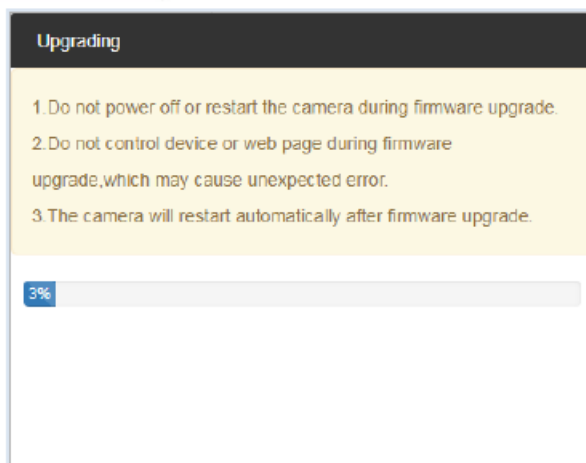 Upgrading
1.Do not power off or restart the camera during firmware upgrade.
2.Do not control device or web page during firmware
upgrade,which may cause unexpected error.
3.The camera will restart automatically after firmware upgrade.
3%